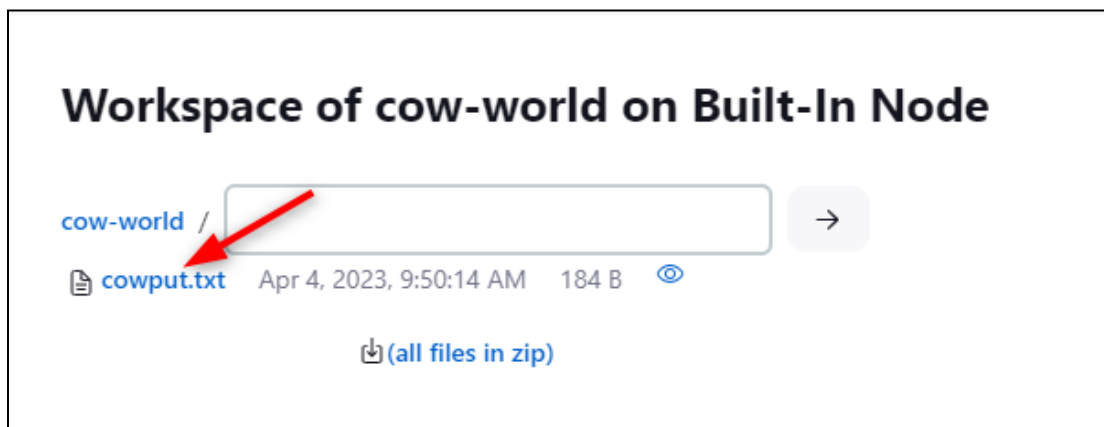 Workspace of cow-world on Built-In Node
cow-world /
cowput.txt Apr 4, 2023, 9:50:14 AM 184 B
(all files in zip)